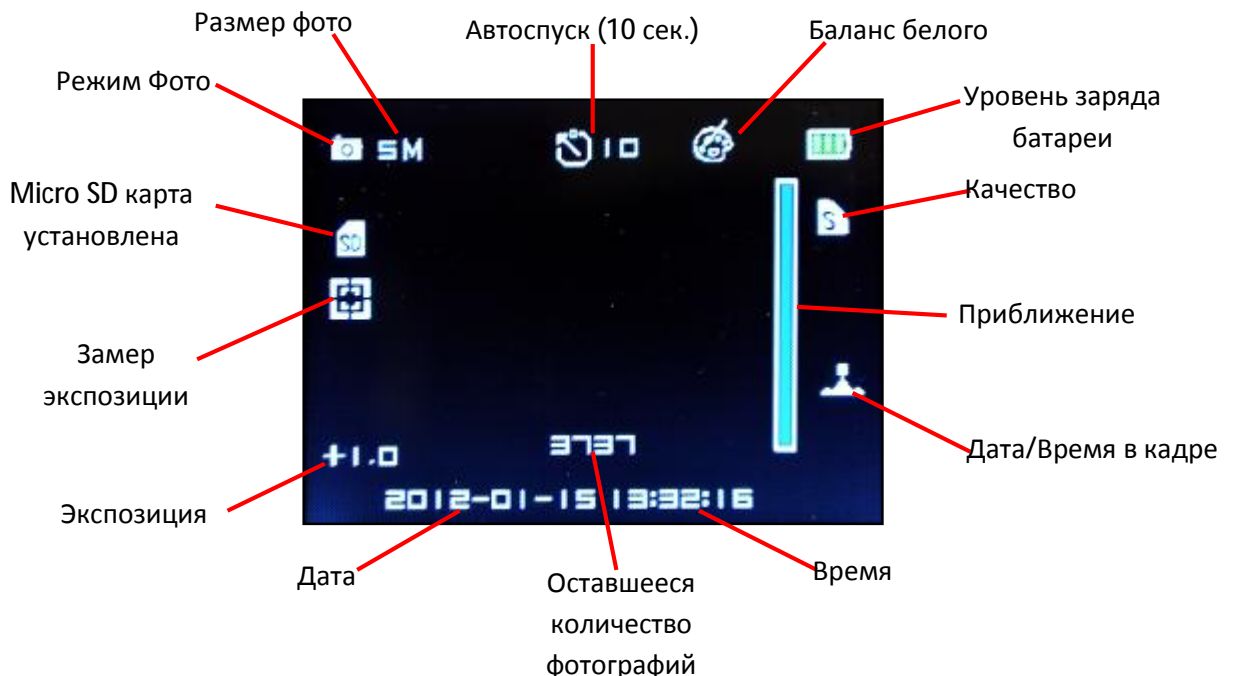 Размер фото
Автоспуск (10 сек.)
Баланс белого
Режим Фото
Уровень заряда
батареи
5M
10
Качество
Micro SD карта
установлена
S
SD
Приближение
Замер
экспозиции
Дата/Время в кадре
+1.0
3737
Экспозиция
2012-01-15 13:32:16
Дата
Оставшееся
количество
фотографий
Время